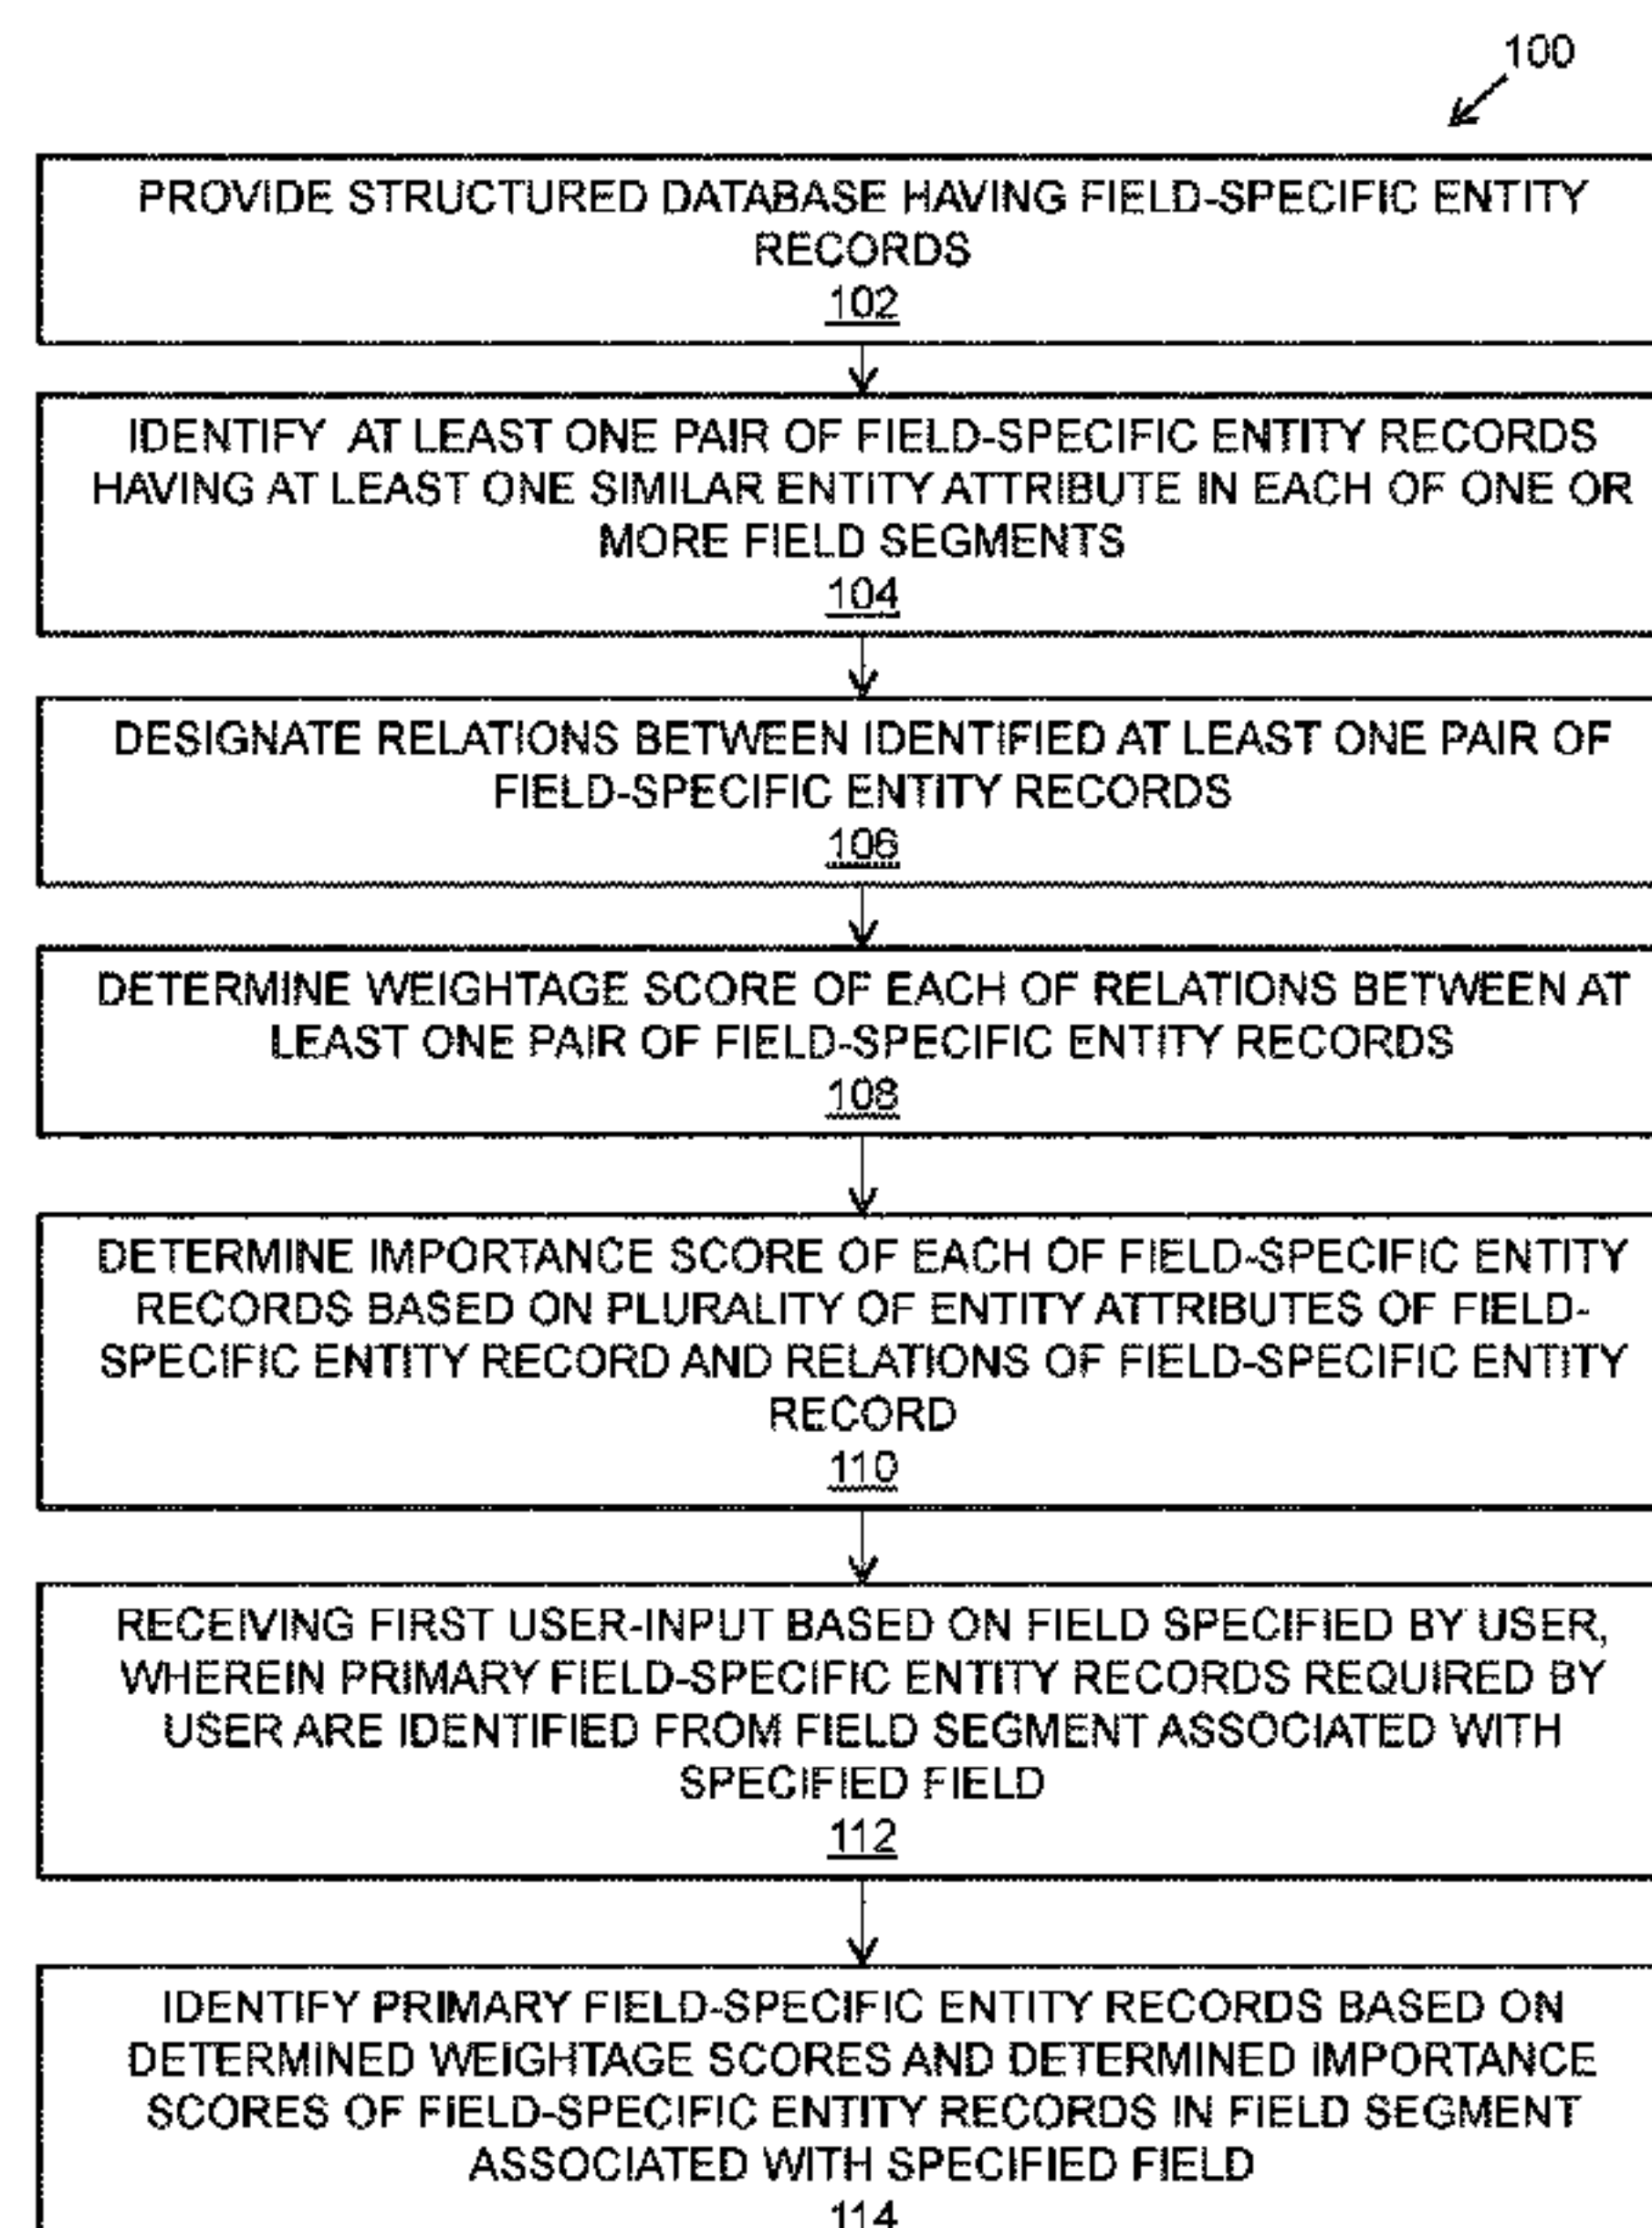 100
PROVIDE STRUCTURED DATABASE HAVING FIELD-SPECIFIC ENTITY
RECORDS
102
IDENTIFY AT LEAST ONE PAIR OF FIELD-SPECIFIC ENTITY RECORDS
HAVING AT LEAST ONE SIMILAR ENTITY ATTRIBUTE IN EACH OF ONE OR
MORE FIELD SEGMENTS
104
DESIGNATE RELATIONS BETWEEN IDENTIFIED AT LEAST ONE PAIR OF
FIELD-SPECIFIC ENTITY RECORDS
106
DETERMINE WEIGHTAGE SCORE OF EACH OF RELATIONS BETWEEN AT
LEAST ONE PAIR OF FIELD-SPECIFIC ENTITY RECORDS
108
DETERMINE IMPORTANCE SCORE OF EACH OF FIELD-SPECIFIC ENTITY
RECORDS BASED ON PLURALITY OF ENTITY ATTRIBUTES OF FIELD-
SPECIFIC ENTITY RECORD AND RELATIONS OF FIELD-SPECIFIC ENTITY
RECORD
110
RECEIVING FIRST USER-INPUT BASED ON FIELD SPECIFIED BY USER,
WHEREIN PRIMARY FIELD-SPECIFIC ENTITY RECORDS REQUIRED BY
USER ARE IDENTIFIED FROM FIELD SEGMENT ASSOCIATED WITH
SPECIFIED FIELD
112
IDENTIFY PRIMARY FIELD-SPECIFIC ENTITY RECORDS BASED ON
DETERMINED WEIGHTAGE SCORES AND DETERMINED IMPORTANCE
SCORES OF FIELD-SPECIFIC ENTITY RECORDS IN FIELD SEGMENT
ASSOCIATED WITH SPECIFIED FIELD
114